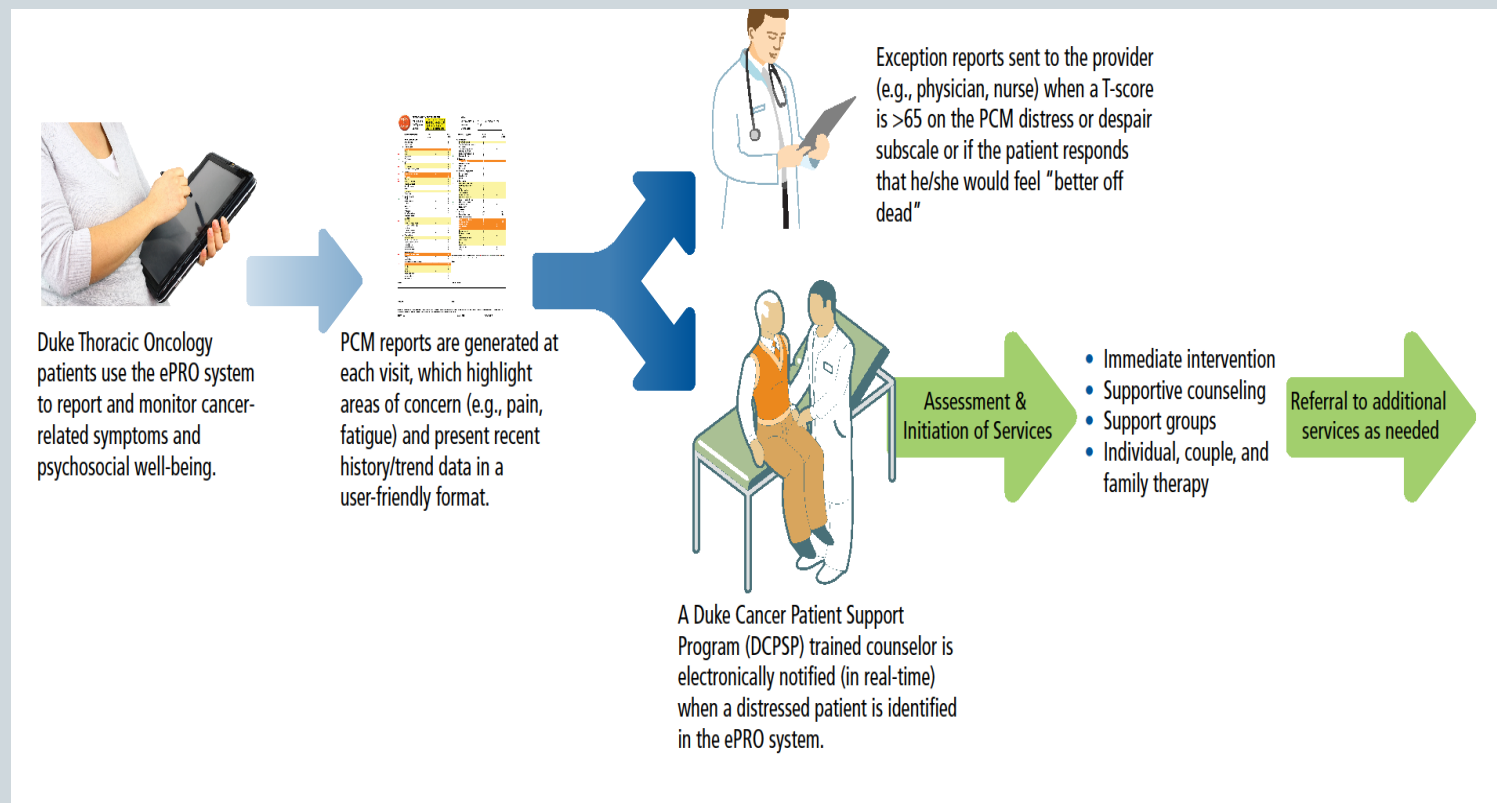 Duke Thoracic Oncology
patients use the ePRO system
to report and monitor cancer-
related symptoms and
psychosocial well-being.
PCM reports are generated at
each visit, which highlight
areas of concern (e.g., pain,
fatigue) and present recent
history/trend data in a
user-friendly format.
Exception reports sent to the provider
(e.g., physician, nurse) when a T-score
is >65 on the PCM distress or despair
subscale or if the patient responds
that he/she would feel "better off
dead"
A Duke Cancer Patient Support
Program (DCPSP) trained counselor is
electronically notified (in real-time)
when a distressed patient is identified
in the ePRO system.
Assessment &
Initiation of Services
• Immediate intervention
• Supportive counseling
• Support groups
• Individual, couple, and
family therapy
Referral to additional
services as needed